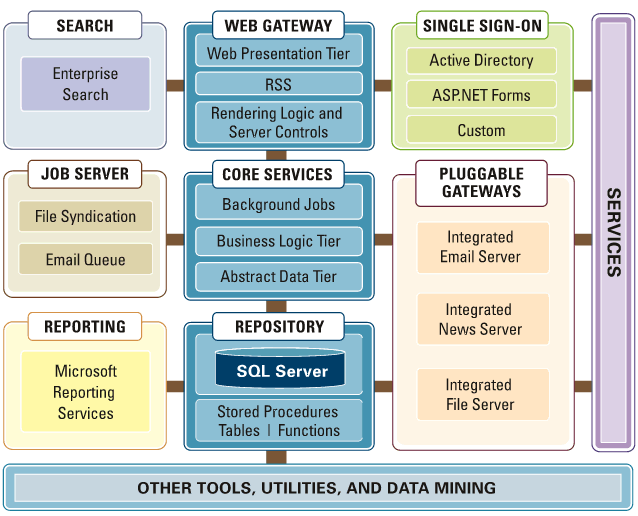 SEARCH
Enterprise
Search
WEB GATEWAY
Web Presentation Tier
RSS
Rendering Logic and
Server Controls
SINGLE SIGN-ON
Active Directory
ASP.NET Forms
Custom
JOB SERVER
File Syndication
Email Queue
CORE SERVICES
Background Jobs
Business Logic Tier
Abstract Data Tier
PLUGGABLE
GATEWAYS
Integrated
Email Server
Integrated
News Server
Integrated
File Server
SERVICES
REPORTING
Microsoft
Reporting
Services
REPOSITORY
SQL Server
Stored Procedures
Tables | Functions
OTHER TOOLS, UTILITIES, AND DATA MINING